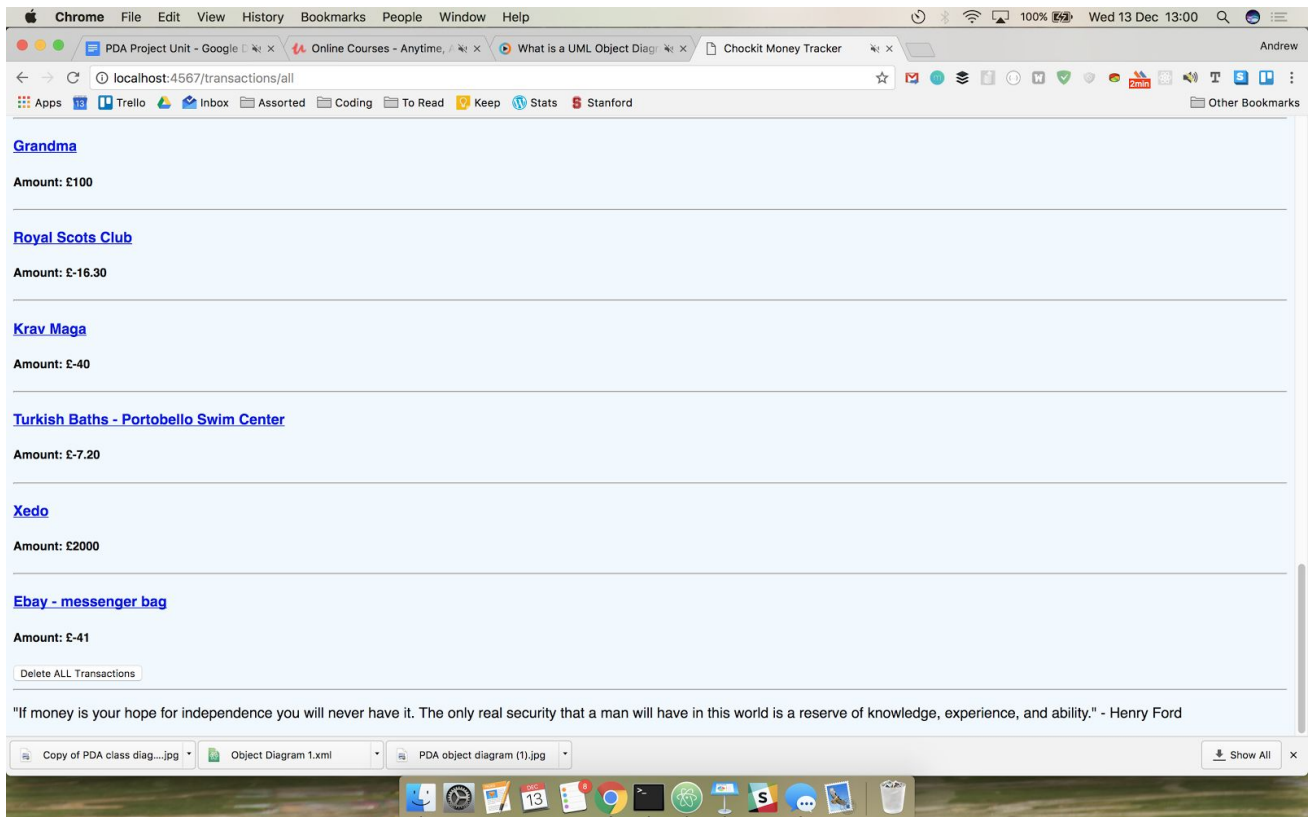 Chrome File Edit View History Bookmarks People Window Help 100% Wed 13 Dec 13:00
PDA Project Unit - Google D Online Courses - Anytime, A What is a UML Object Diagr Chockit Money Tracker Andrew
localhost:4567/transactions/all 2min T S
Apps 13 Trello Inbox Assorted Coding To Read Keep Stats S Stanford Other Bookmarks
Grandma
Amount: £100
Royal Scots Club
Amount: £-16.30
Krav Maga
Amount: £-40
Turkish Baths - Portobello Swim Center
Amount: £-7.20
Xedo
Amount: £2000
Ebay - messenger bag
Amount: £-41
Delete ALL Transactions
"If money is your hope for independence you will never have it. The only real security that a man will have in this world is a reserve of knowledge, experience, and ability." - Henry Ford
Copy of PDA class diag....jpg Object Diagram 1.xml PDA object diagram (1).jpg Show All
DEC 13 8 S